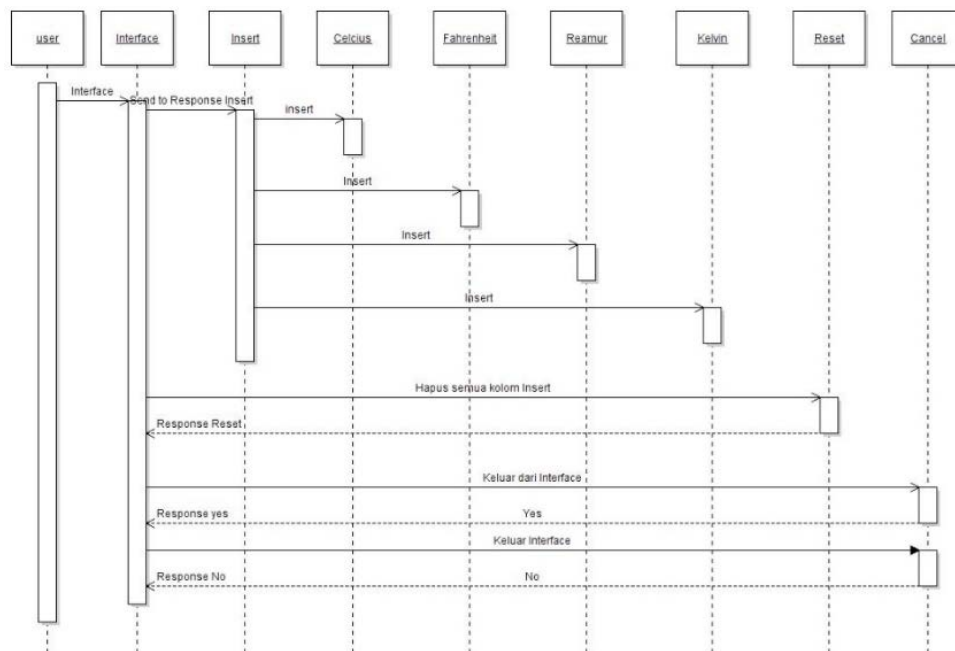 user
Interface
Insert
Celcius
Fahrenheit
Reamur
Kelvin
Reset
Cancel
Interface
Send to Response Insert
insert
Insert
Insert
Insert
Hapus semua kolom Insert
Response Reset
Keluar dari Interface
Response yes
Yes
Keluar Interface
Response No
No